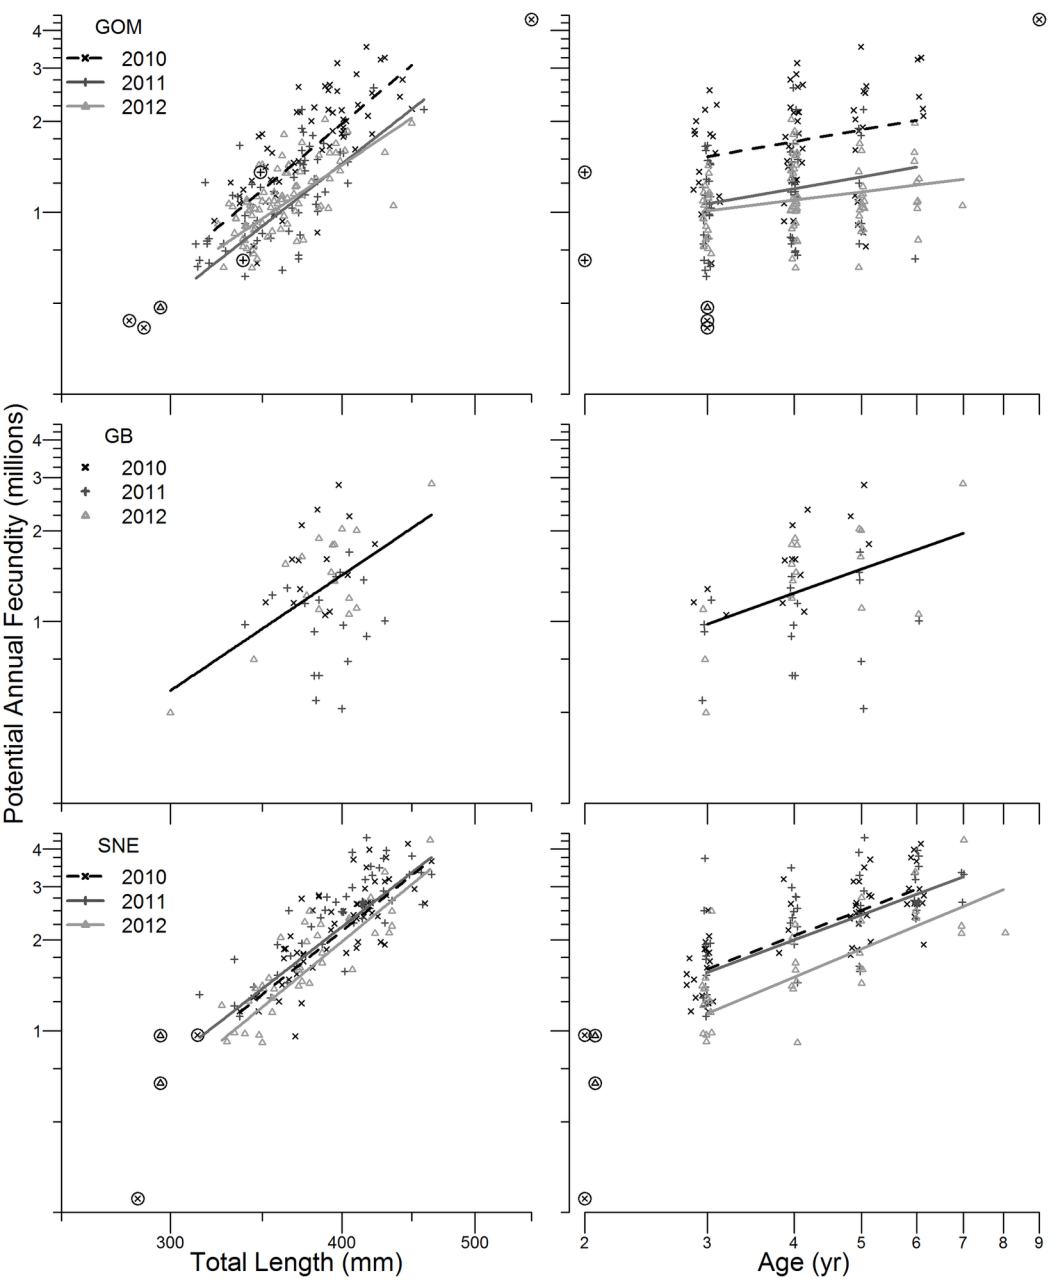 GOM
2010
2011
2012
4
3
2
1
GB
2010
2011
2012
4
3
2
1
SNE
2010
2011
2012
4
3
2
1
Potential Annual Fecundity (millions)
300 400 500
2 3 4 5 6 7 8 9
Total Length (mm)
Age (yr)